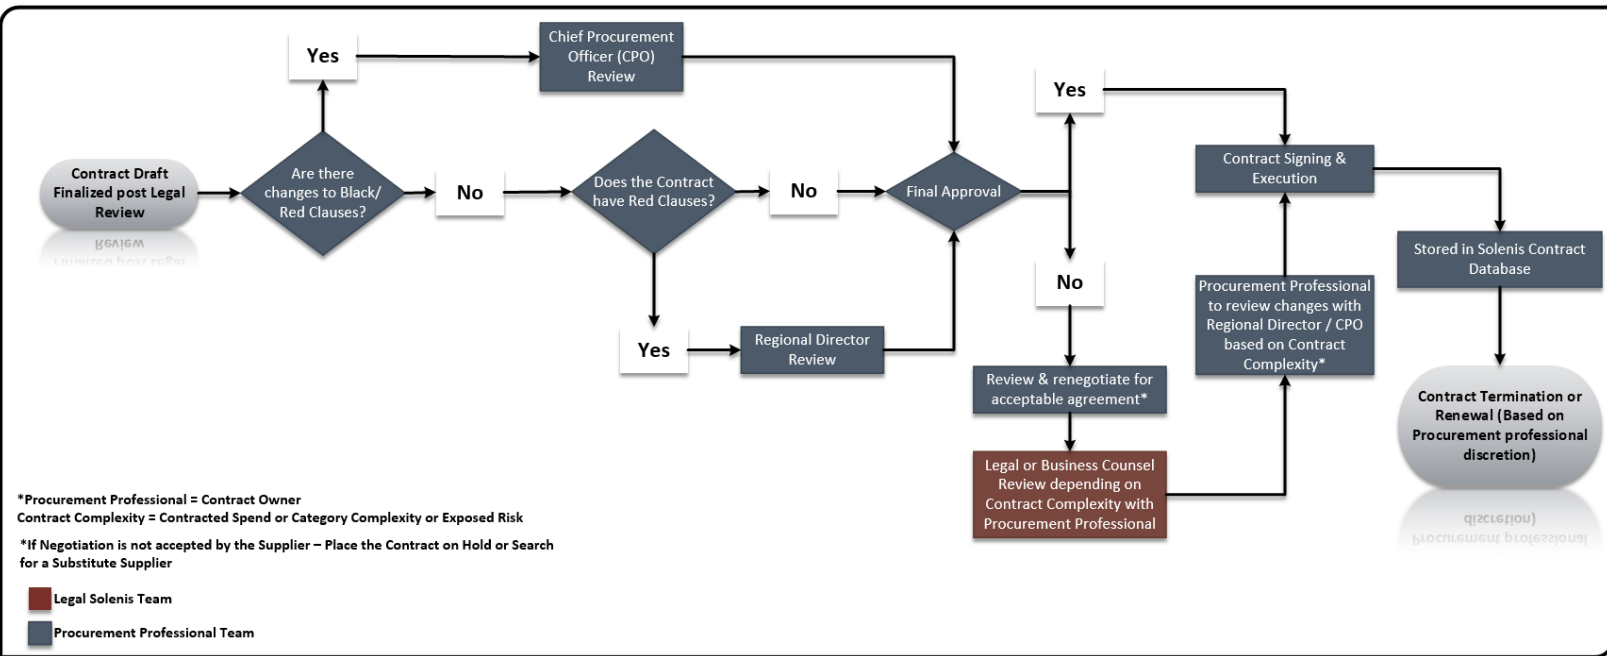 Yes
Chief Procurement
Officer (CPO)
Review
Contract Draft
Finalized post Legal
Review
Are there
changes to Black/
Red Clauses?
No
Does the Contract
have Red Clauses?
No
Final Approval
Yes
Regional Director
Review
Yes
No
Review & renegotiate for
acceptable agreement*
Legal or Business Counsel
Review depending on
Contract Complexity with
Procurement Professional
Procurement Professional
to review changes with
Regional Director / CPO
based on Contract
Complexity*
Contract Signing &
Execution
Stored in Solenis Contract
Database
Contract Termination or
Renewal (Based on
Procurement professional
discretion)
*Procurement Professional = Contract Owner
Contract Complexity = Contracted Spend or Category Complexity or Exposed Risk
*If Negotiation is not accepted by the Supplier – Place the Contract on Hold or Search
for a Substitute Supplier
Legal Solenis Team
Procurement Professional Team